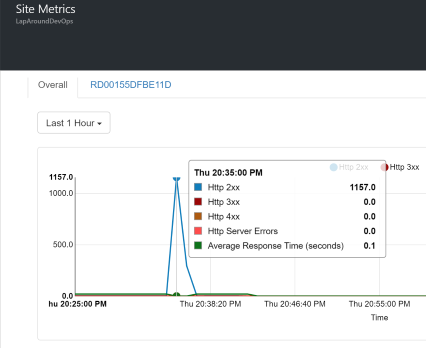 Site Metrics
LapAroundDevOps
Overall RD00155DFBE11D
Last 1 Hour
Http 2xx Http 3xx
Thu 20:35:00 PM
Http 2xx 1157.0
Http 3xx 0.0
Http 4xx 0.0
Http Server Errors 0.0
Average Response Time (seconds) 0.1
1157.0
1000.0
500.0
0.0
hu 20:25:00 PM Thu 20:38:20 PM Thu 20:46:40 PM Thu 20:55:00 PM
Time